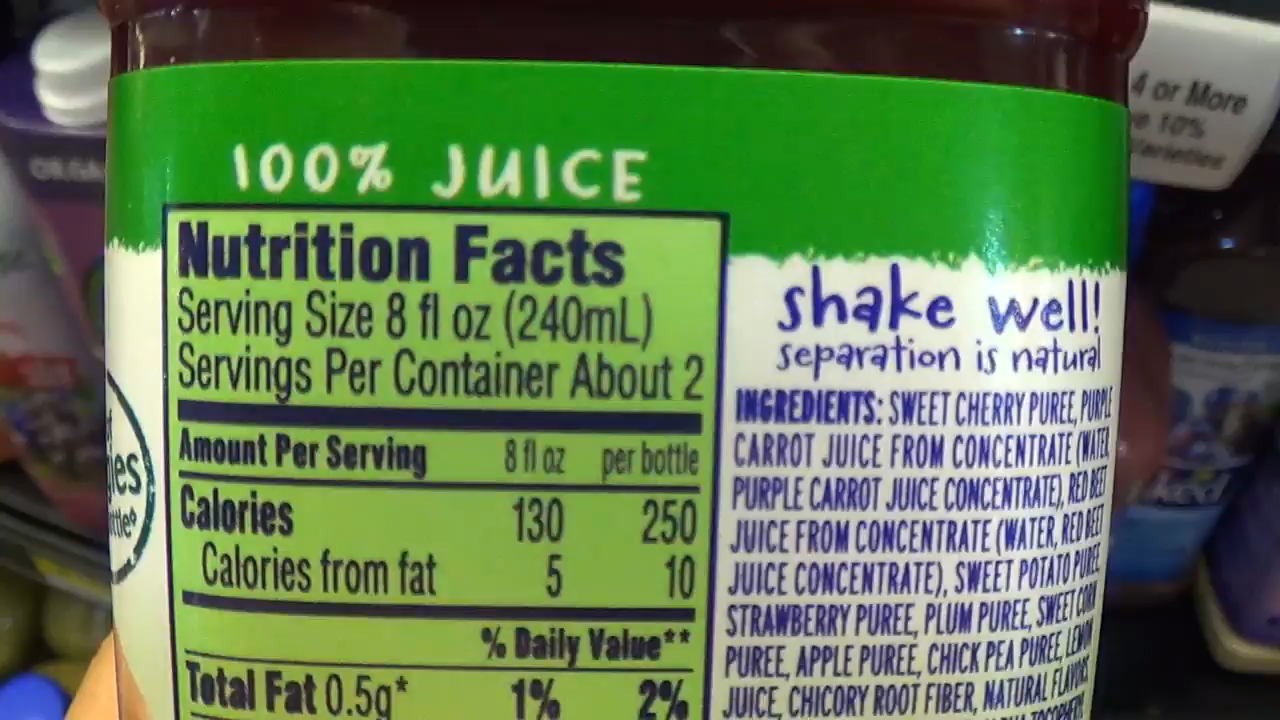 4 or More
10%
Varieties
100% JUICE
Nutrition Facts
Serving Size 8 fl oz (240mL)
Servings Per Container About 2
Amount Per Serving 8 fl oz per bottle
Calories 130 250
Calories from fat 5 10
% Daily Value**
Total Fat 0.5g* 1% 2%
shake well!
separation is natural
INGREDIENTS: SWEET CHERRY PUREE, PURPLE
CARROT JUICE FROM CONCENTRATE (WATER,
PURPLE CARROT JUICE CONCENTRATE), RED BEET
JUICE FROM CONCENTRATE (WATER, RED BEET
JUICE CONCENTRATE), SWEET POTATO PUREE,
STRAWBERRY PUREE, PLUM PUREE, SWEET CORN
PUREE, APPLE PUREE, CHICK PEA PUREE, LEMON
JUICE, CHICORY ROOT FIBER, NATURAL FLAVORS,